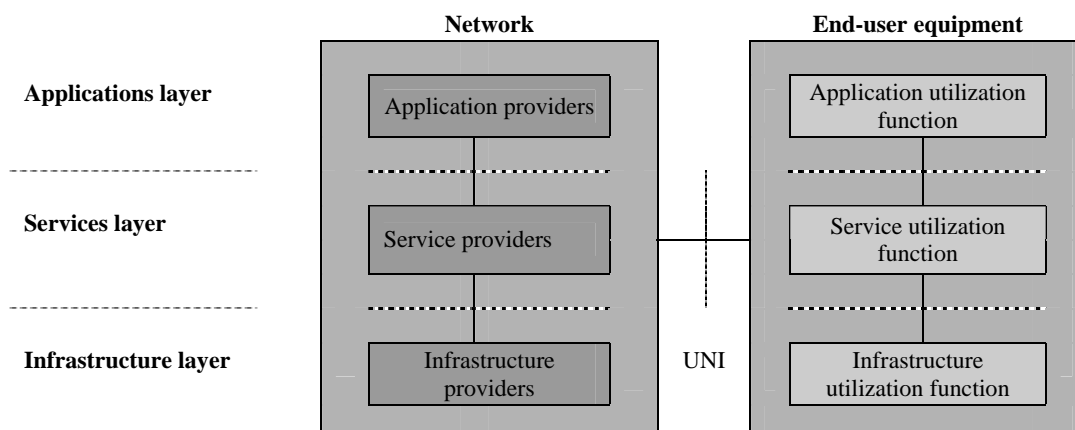 Network
End-user equipment
Applications layer
Application providers
Application utilization
function
Services layer
Service providers
Service utilization
function
Infrastructure layer
Infrastructure
providers
UNI
Infrastructure
utilization function